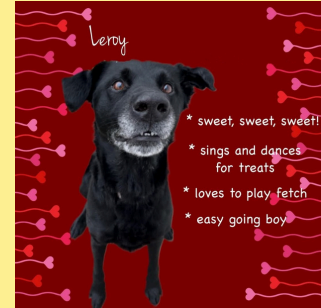 Leroy
* sweet, sweet, sweet!
* sings and dances
for treats
* loves to play fetch
* easy going boy